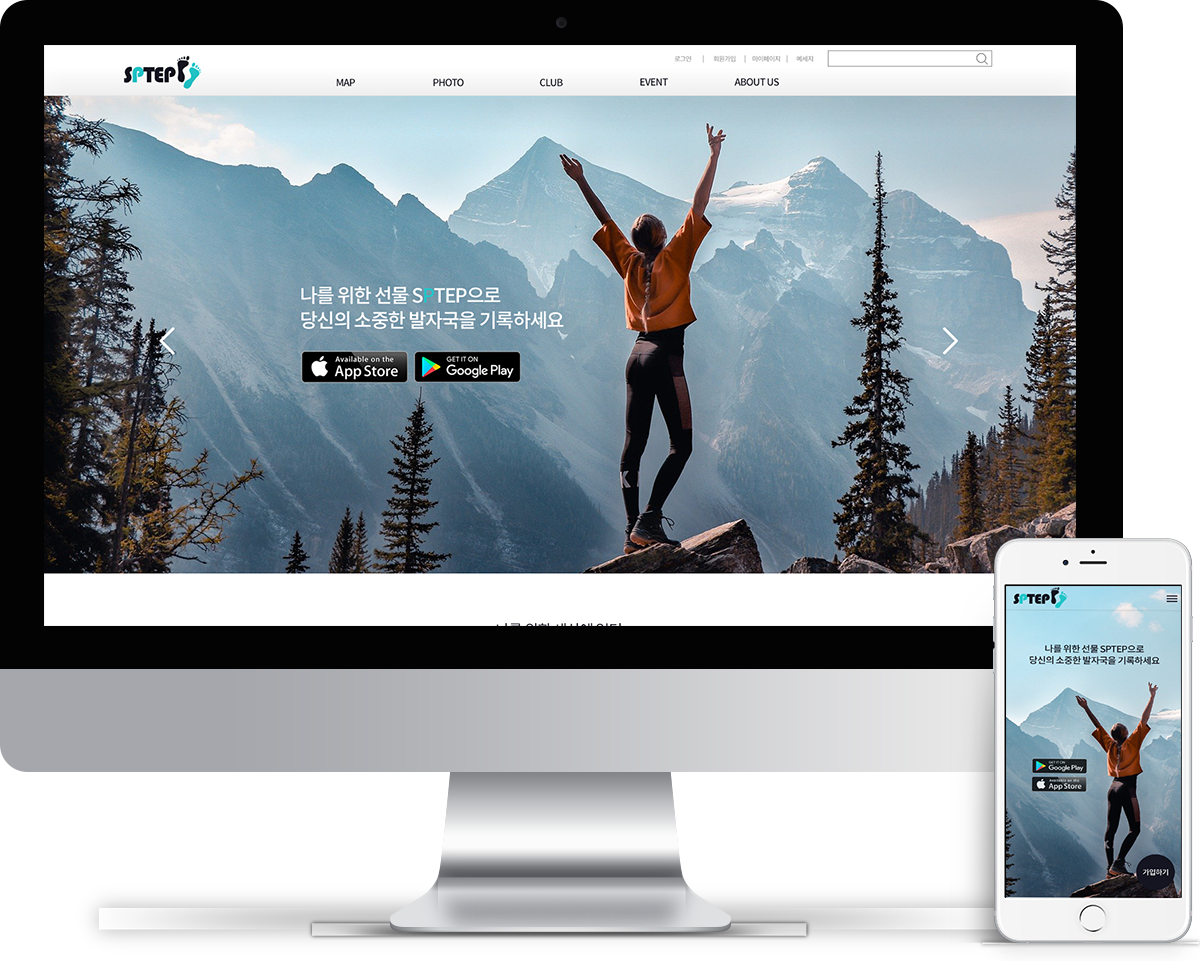 SPTEP
로그인 | 회원가입 | 마이페이지 | 메세지
MAP PHOTO CLUB EVENT ABOUT US
나를 위한 선물 SPTEP으로
당신의 소중한 발자국을 기록하세요
Available on the
App Store
GET IT ON
Google Play
SPTEP
나를 위한 선물 SPTEP으로
당신의 소중한 발자국을 기록하세요
GET IT ON
Google Play
Available on the
App Store
가입하기